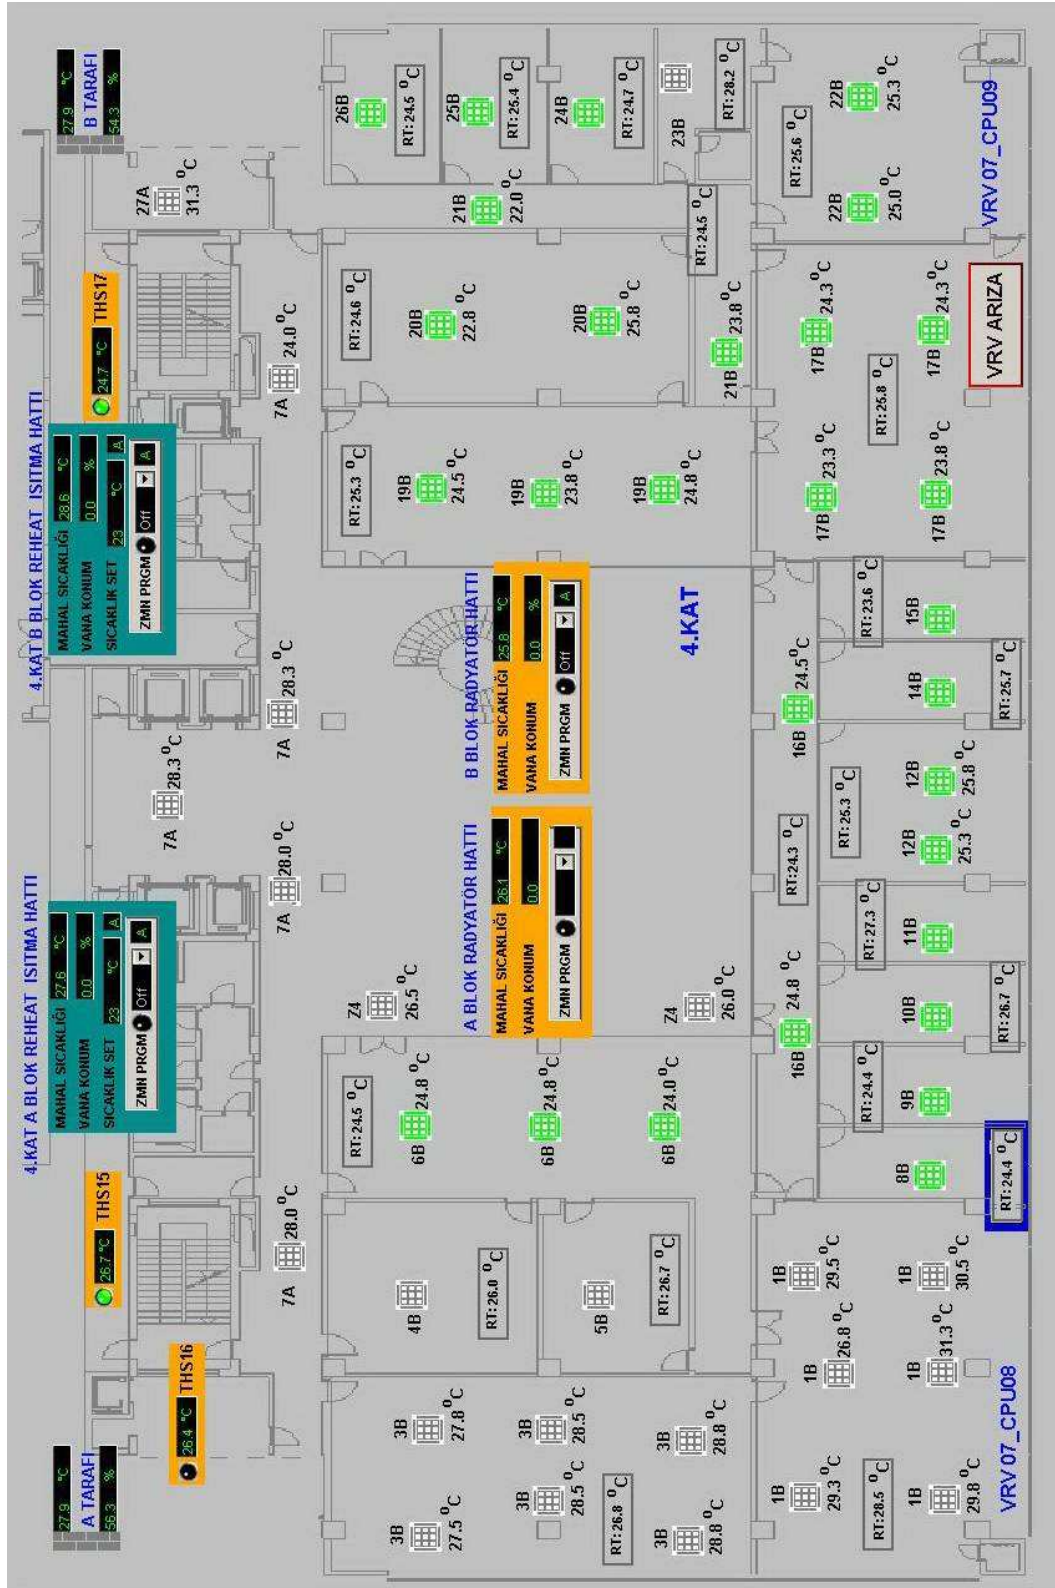 4.KAT A BLOK REHEAT ISITMA HATTI
4.KAT B BLOK REHEAT ISITMA HATTI
27.9 °C
A TARAFI
56.3 %
26.7 °C THS15
MAHAL SICAKLIĞI 27.6 °C
VANA KONUM 0.0 %
SICAKLIK SET 23 °C A
ZMN PRGM Off A
MAHAL SICAKLIĞI 28.6 °C
VANA KONUM 0.0 %
SICAKLIK SET 23 °C A
ZMN PRGM Off A
24.7 °C THS17
27.9 °C
B TARAFI
54.3 %
26.4 °C THS16
7A 28.3 °C
27A
31.3 °C
7A 28.0 °C
7A 28.0 °C
7A 28.3 °C
7A 24.0 °C
RT:24.5 °C
RT:25.3 °C
RT:24.6 °C
26B
RT:24.5 °C
3B
27.5 °C
3B
27.8 °C
4B
RT:26.0 °C
6B 24.8 °C
Z4
26.5 °C
19B
24.5 °C
20B
22.8 °C
21B
22.0 °C
25B
RT:25.4 °C
A BLOK RADYATÖR HATTI
MAHAL SICAKLIĞI 26.1 °C
VANA KONUM 0.0
ZMN PRGM
B BLOK RADYATÖR HATTI
MAHAL SICAKLIĞI 25.8 °C
VANA KONUM 0.0 %
ZMN PRGM Off A
3B
28.5 °C
3B
28.5 °C
RT:26.8 °C
5B
RT:26.7 °C
6B 24.8 °C
19B
23.8 °C
20B
25.8 °C
24B
RT:24.7 °C
3B
28.8 °C
3B
28.8 °C
6B 24.0 °C
Z4
26.0 °C
4.KAT
19B
24.8 °C
21B 23.8 °C
RT:24.5 °C
23B
RT:28.2 °C
1B
29.3 °C
1B
29.5 °C
1B 26.8 °C
16B 24.8 °C
RT:24.3 °C
16B 24.5 °C
17B 23.3 °C
17B 24.3 °C
RT:25.6 °C
22B
25.0 °C
22B
25.3 °C
RT:28.5 °C
RT:24.4 °C
RT:27.3 °C
RT:25.3 °C
RT:23.6 °C
RT:25.8 °C
1B
29.8 °C
1B 31.3 °C
1B
30.5 °C
8B
9B
10B
11B
12B
25.3 °C
12B
25.8 °C
14B
15B
17B 23.8 °C
17B 24.3 °C
VRV 07_CPU08
RT:24.4 °C
RT:26.7 °C
RT:25.7 °C
VRV ARIZA
VRV 07_CPU09